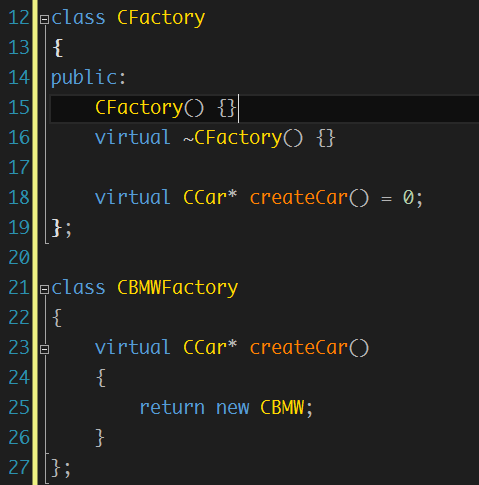 12 class CFactory
13 {
14 public:
15     CFactory() {}
16     virtual ~CFactory() {}
17
18     virtual CCar* createCar() = 0;
19 };
20
21 class CBMWFactory
22 {
23     virtual CCar* createCar()
24     {
25         return new CBMW;
26     }
27 };